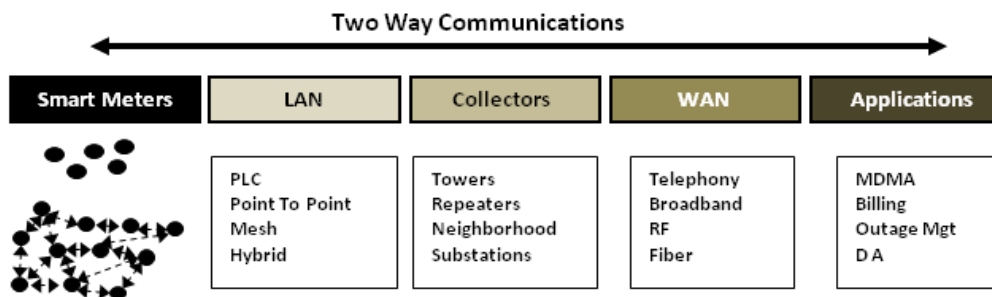 Two Way Communications
Smart Meters
LAN
Collectors
WAN
Applications
PLC
Point To Point
Mesh
Hybrid
Towers
Repeaters
Neighborhood
Substations
Telephony
Broadband
RF
Fiber
MDMA
Billing
Outage Mgt
D A